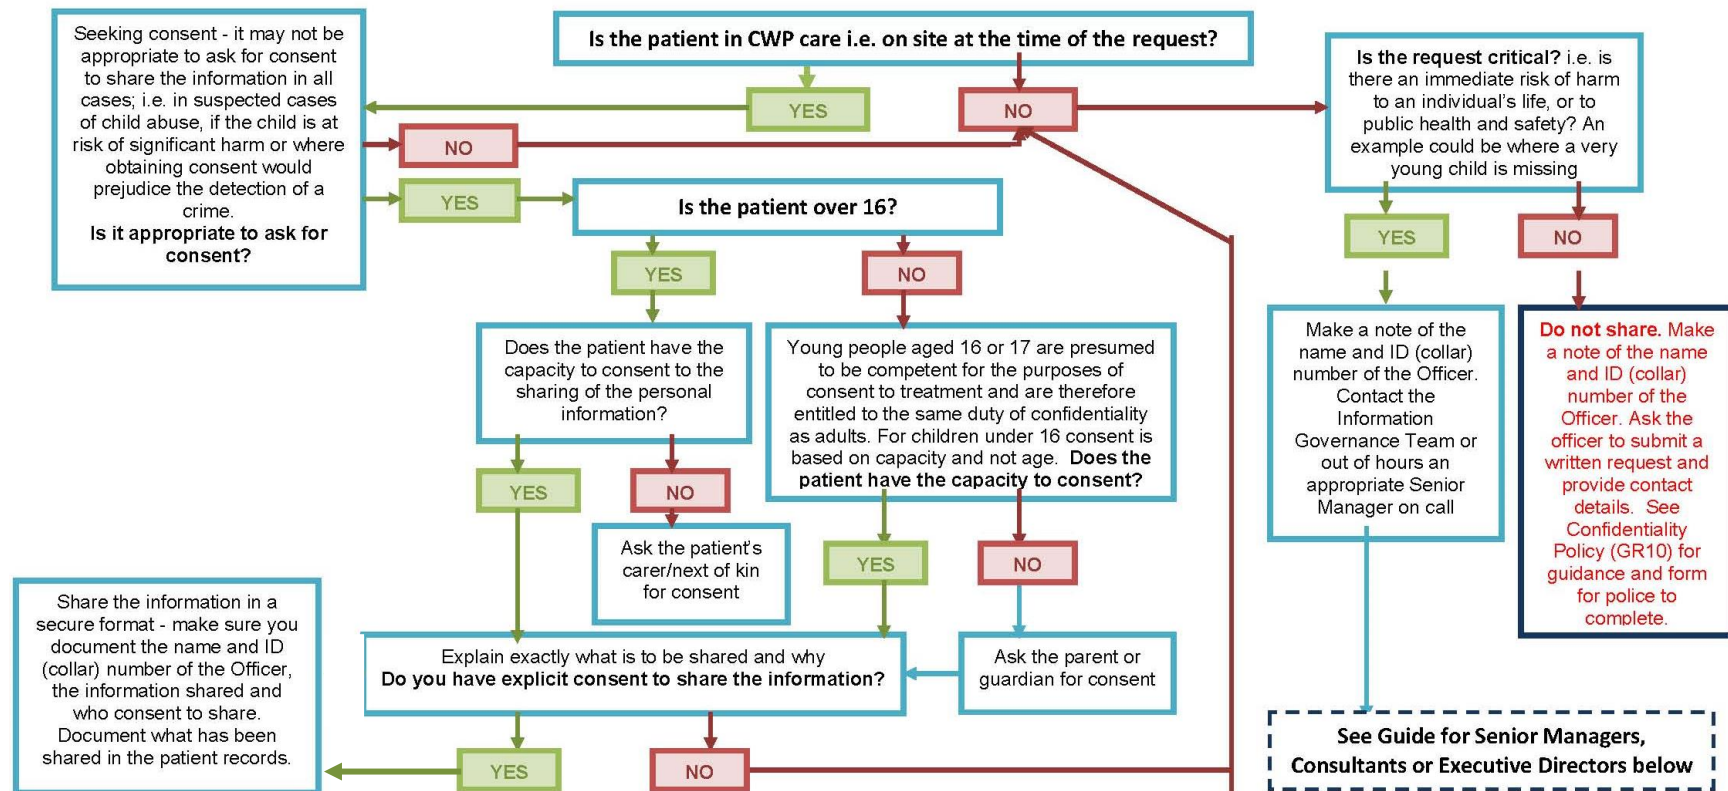 Seeking consent - it may not be
appropriate to ask for consent
to share the information in all
cases; i.e. in suspected cases
of child abuse, if the child is at
risk of significant harm or where
obtaining consent would
prejudice the detection of a
crime.
Is it appropriate to ask for
consent?
Is the patient in CWP care i.e. on site at the time of the request?
YES
NO
NO
YES
Is the request critical? i.e. is
there an immediate risk of harm
to an individual's life, or to
public health and safety? An
example could be where a very
young child is missing
YES
NO
Is the patient over 16?
YES
NO
Does the patient have the
capacity to consent to the
sharing of the personal
information?
YES
NO
Ask the patient's
carer/next of kin
for consent
Young people aged 16 or 17 are presumed
to be competent for the purposes of
consent to treatment and are therefore
entitled to the same duty of confidentiality
as adults. For children under 16 consent is
based on capacity and not age. Does the
patient have the capacity to consent?
YES
NO
Ask the parent or
guardian for consent
Make a note of the
name and ID (collar)
number of the Officer.
Contact the
Information
Governance Team or
out of hours an
appropriate Senior
Manager on call
Do not share. Make
a note of the name
and ID (collar)
number of the
Officer. Ask the
officer to submit a
written request and
provide contact
details. See
Confidentiality
Policy (GR10) for
guidance and form
for police to
complete.
Explain exactly what is to be shared and why
Do you have explicit consent to share the information?
YES
NO
Share the information in a
secure format - make sure you
document the name and ID
(collar) number of the Officer,
the information shared and
who consent to share.
Document what has been
shared in the patient records.
See Guide for Senior Managers,
Consultants or Executive Directors below